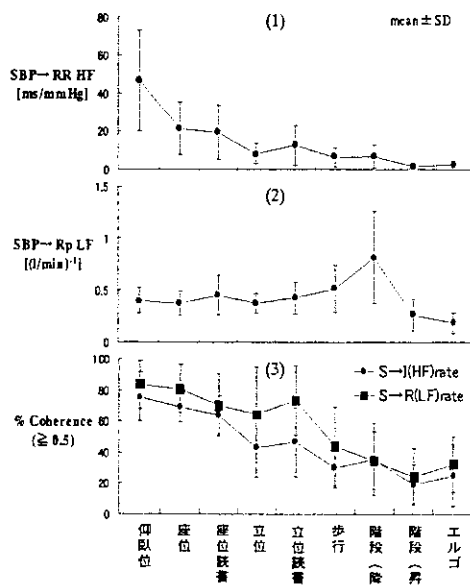 (1)
mean ± SD
SBP→ RR HF
[ms/mmHg]
80
60
40
20
0
(2)
SBP→ Rp LF
[(l/min)⁻¹]
1.5
1
0.5
0
(3)
S→I(HF)rate
S→R(LF)rate
% Coherence
(≧ 0.5)
100
80
60
40
20
0
仰臥位
座位
座位読書
立位
立位読書
歩行
階段(降
階段(昇
エルゴ